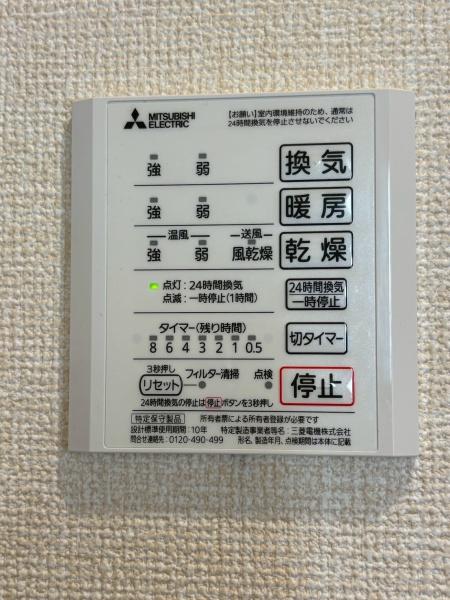 MITSUBISHI
ELECTRIC
【お願い】室内環境維持のため、通常は
24時間換気を停止させないでください
強 弱 換気
強 弱 暖房
温風 送風
強 弱 風乾燥 乾燥
点灯:24時間換気
点滅:一時停止(1時間)
24時間換気
一時停止
タイマー(残り時間)
8 6 4 3 2 1 0.5
切タイマー
3秒押し
リセット フィルター清掃 点検
停止
24時間換気の停止は停止ボタンを3秒押し
特定保守製品 所有者票による所有者登録が必要です
設計標準使用期間:10年 特定製造事業者等名:三菱電機株式会社
問合せ連絡先:0120-490-499 形名、製造年月、点検期間は本体に記載